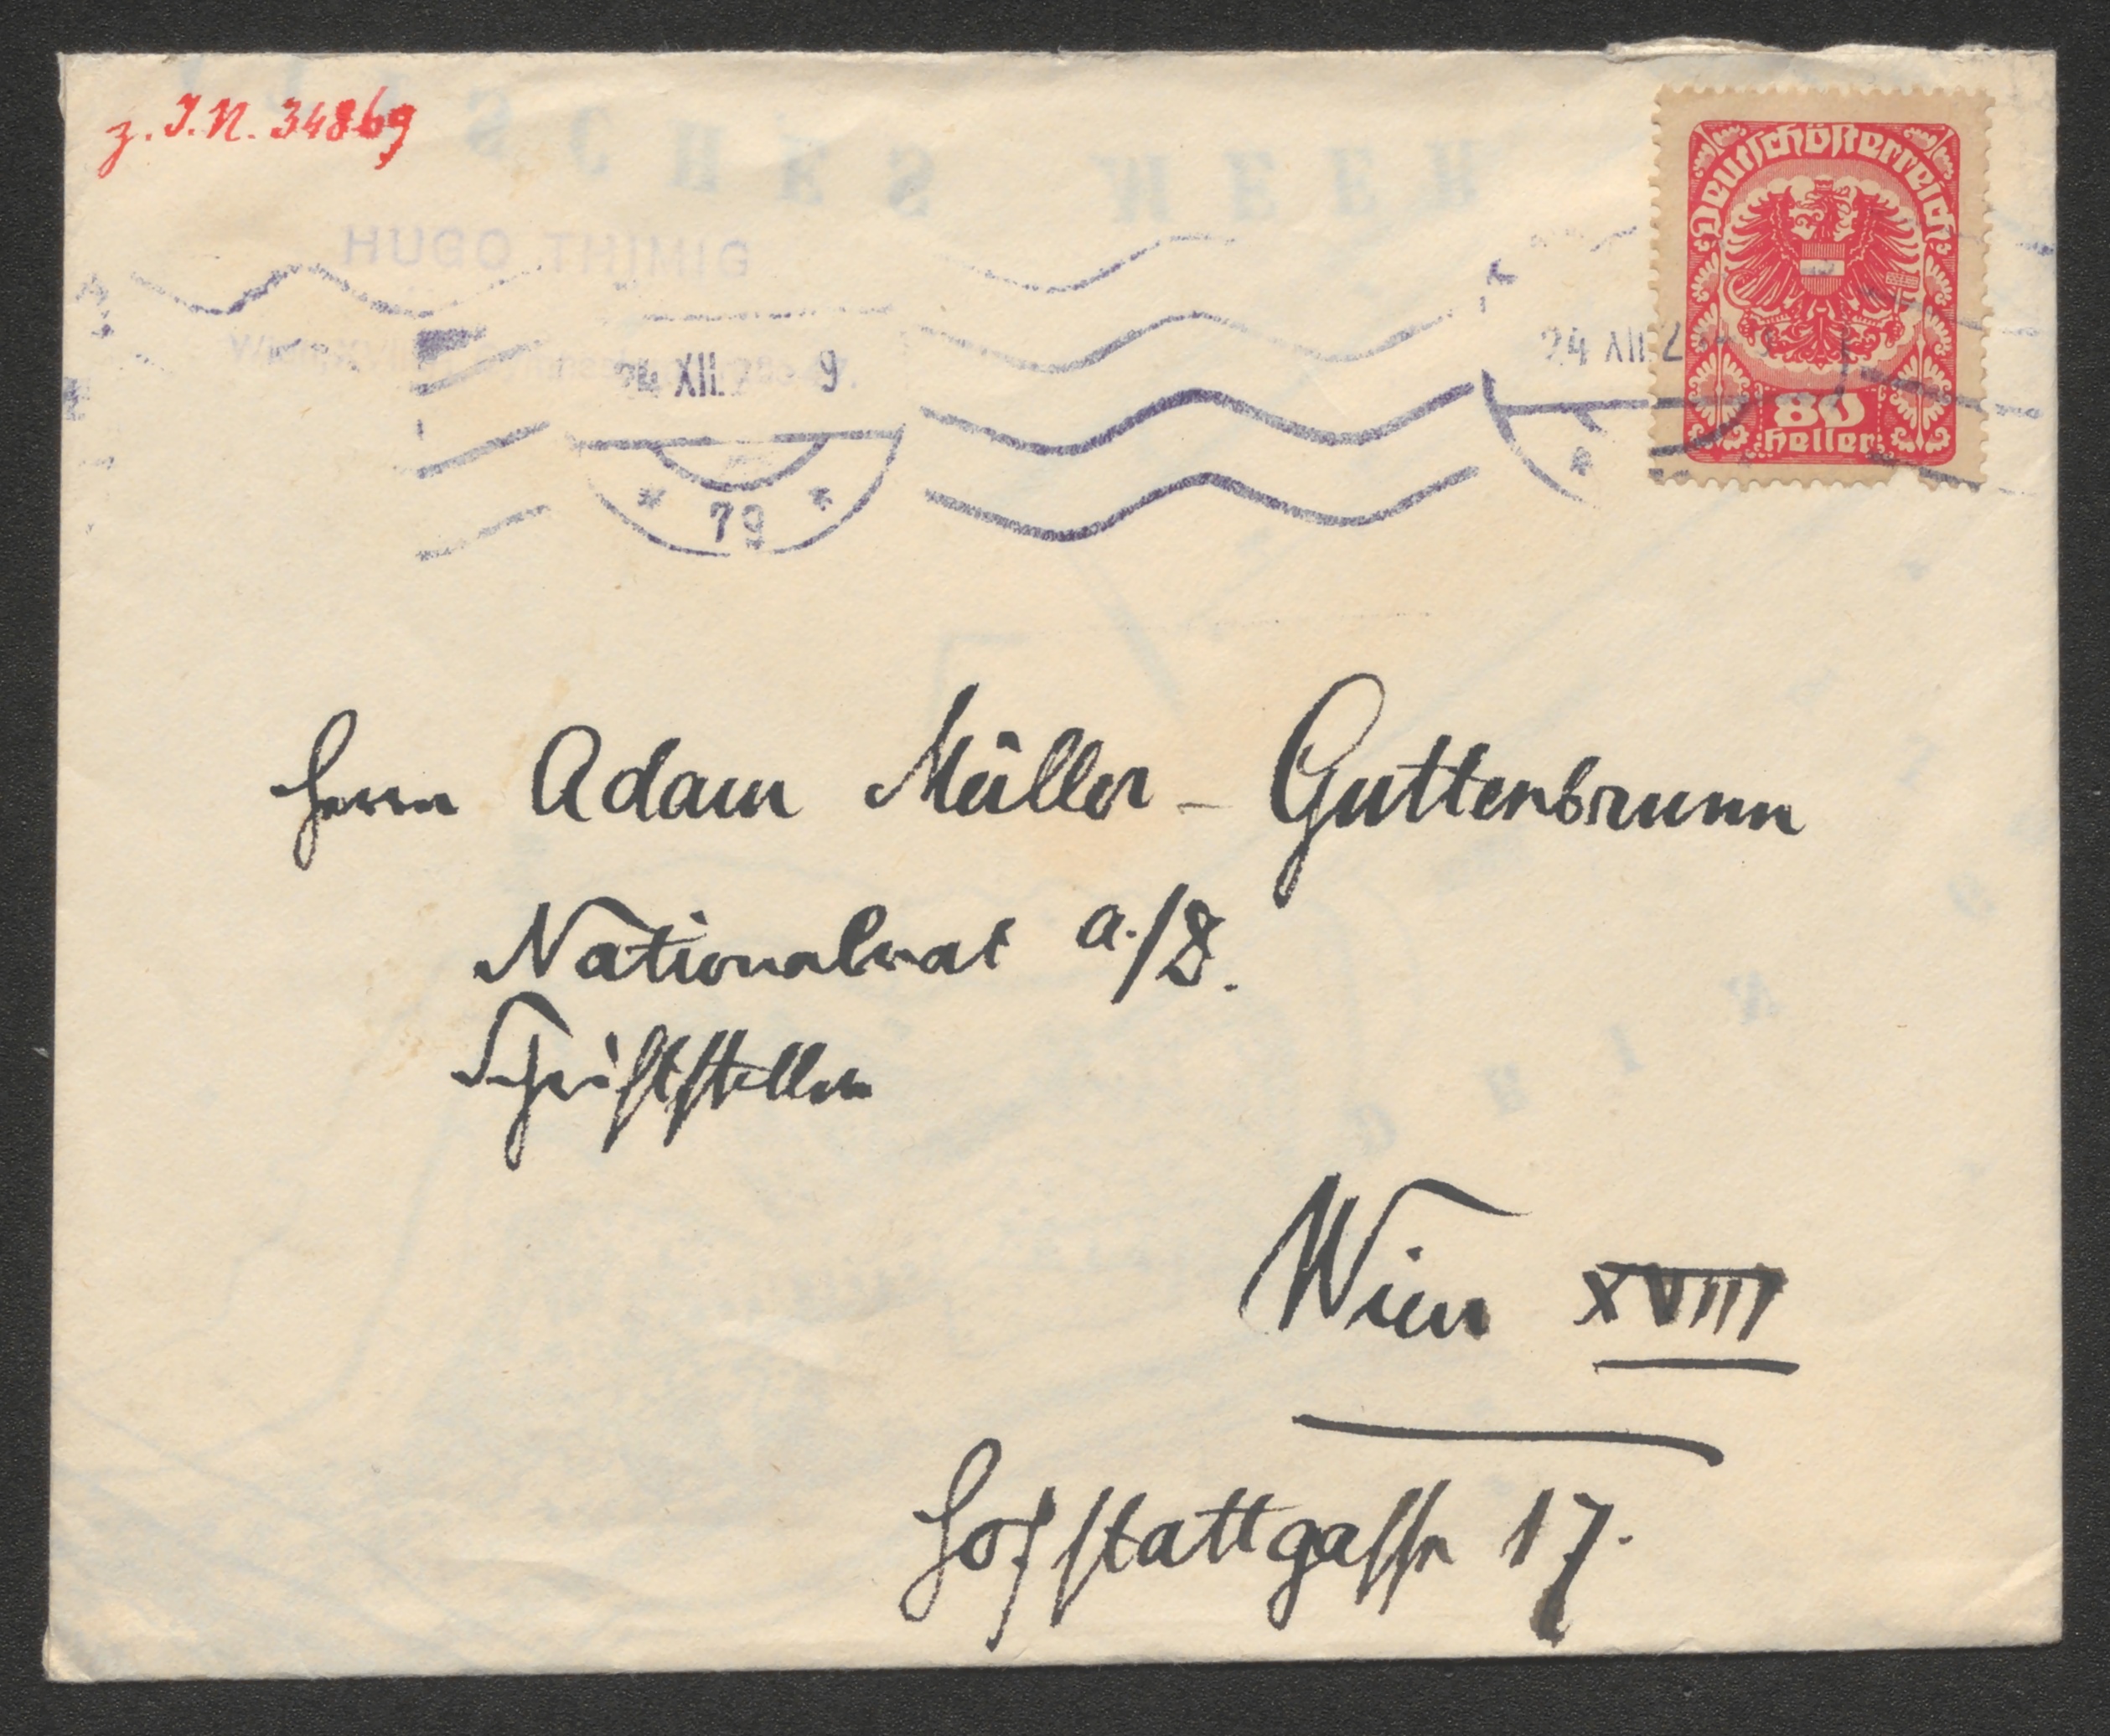 z. I.N. 34869
HUGO THIMIG
Deutschösterreich
80
Heller
24 XII. 9
79
24 XII. 2
Herrn Adam Müller-Guttenbrunn
Nationalrat a./D.
Schriftsteller
Wien XVIII
Hofstattgasse 17.